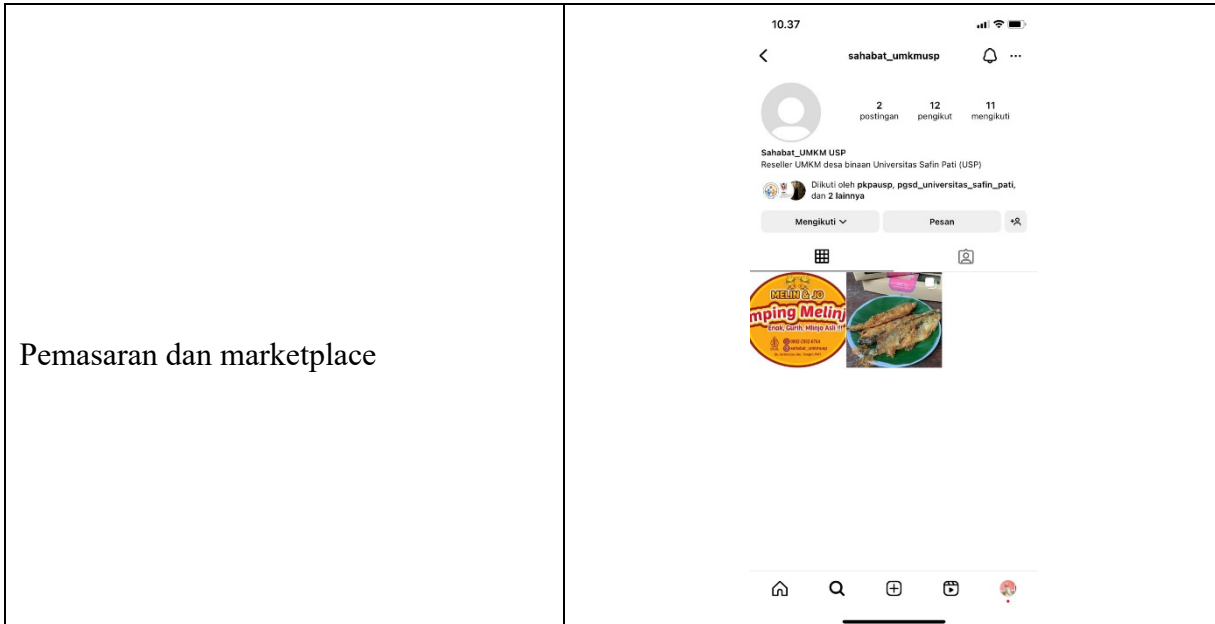 Pemasaran dan marketplace
10.37
sahabat_umkmusp
2 12 11
postingan pengikut mengikuti
Sahabat_UMKM USP
Reseller UMKM desa binaan Universitas Safin Pati (USP)
Diikuti oleh pkpausp, pgsd_universitas_safin_pati,
dan 2 lainnya
Mengikuti Pesan
MELIN & JO
mping Melinj
Enak, Gurih, Mlinjo Asli !!!
sahabat_umkmusp